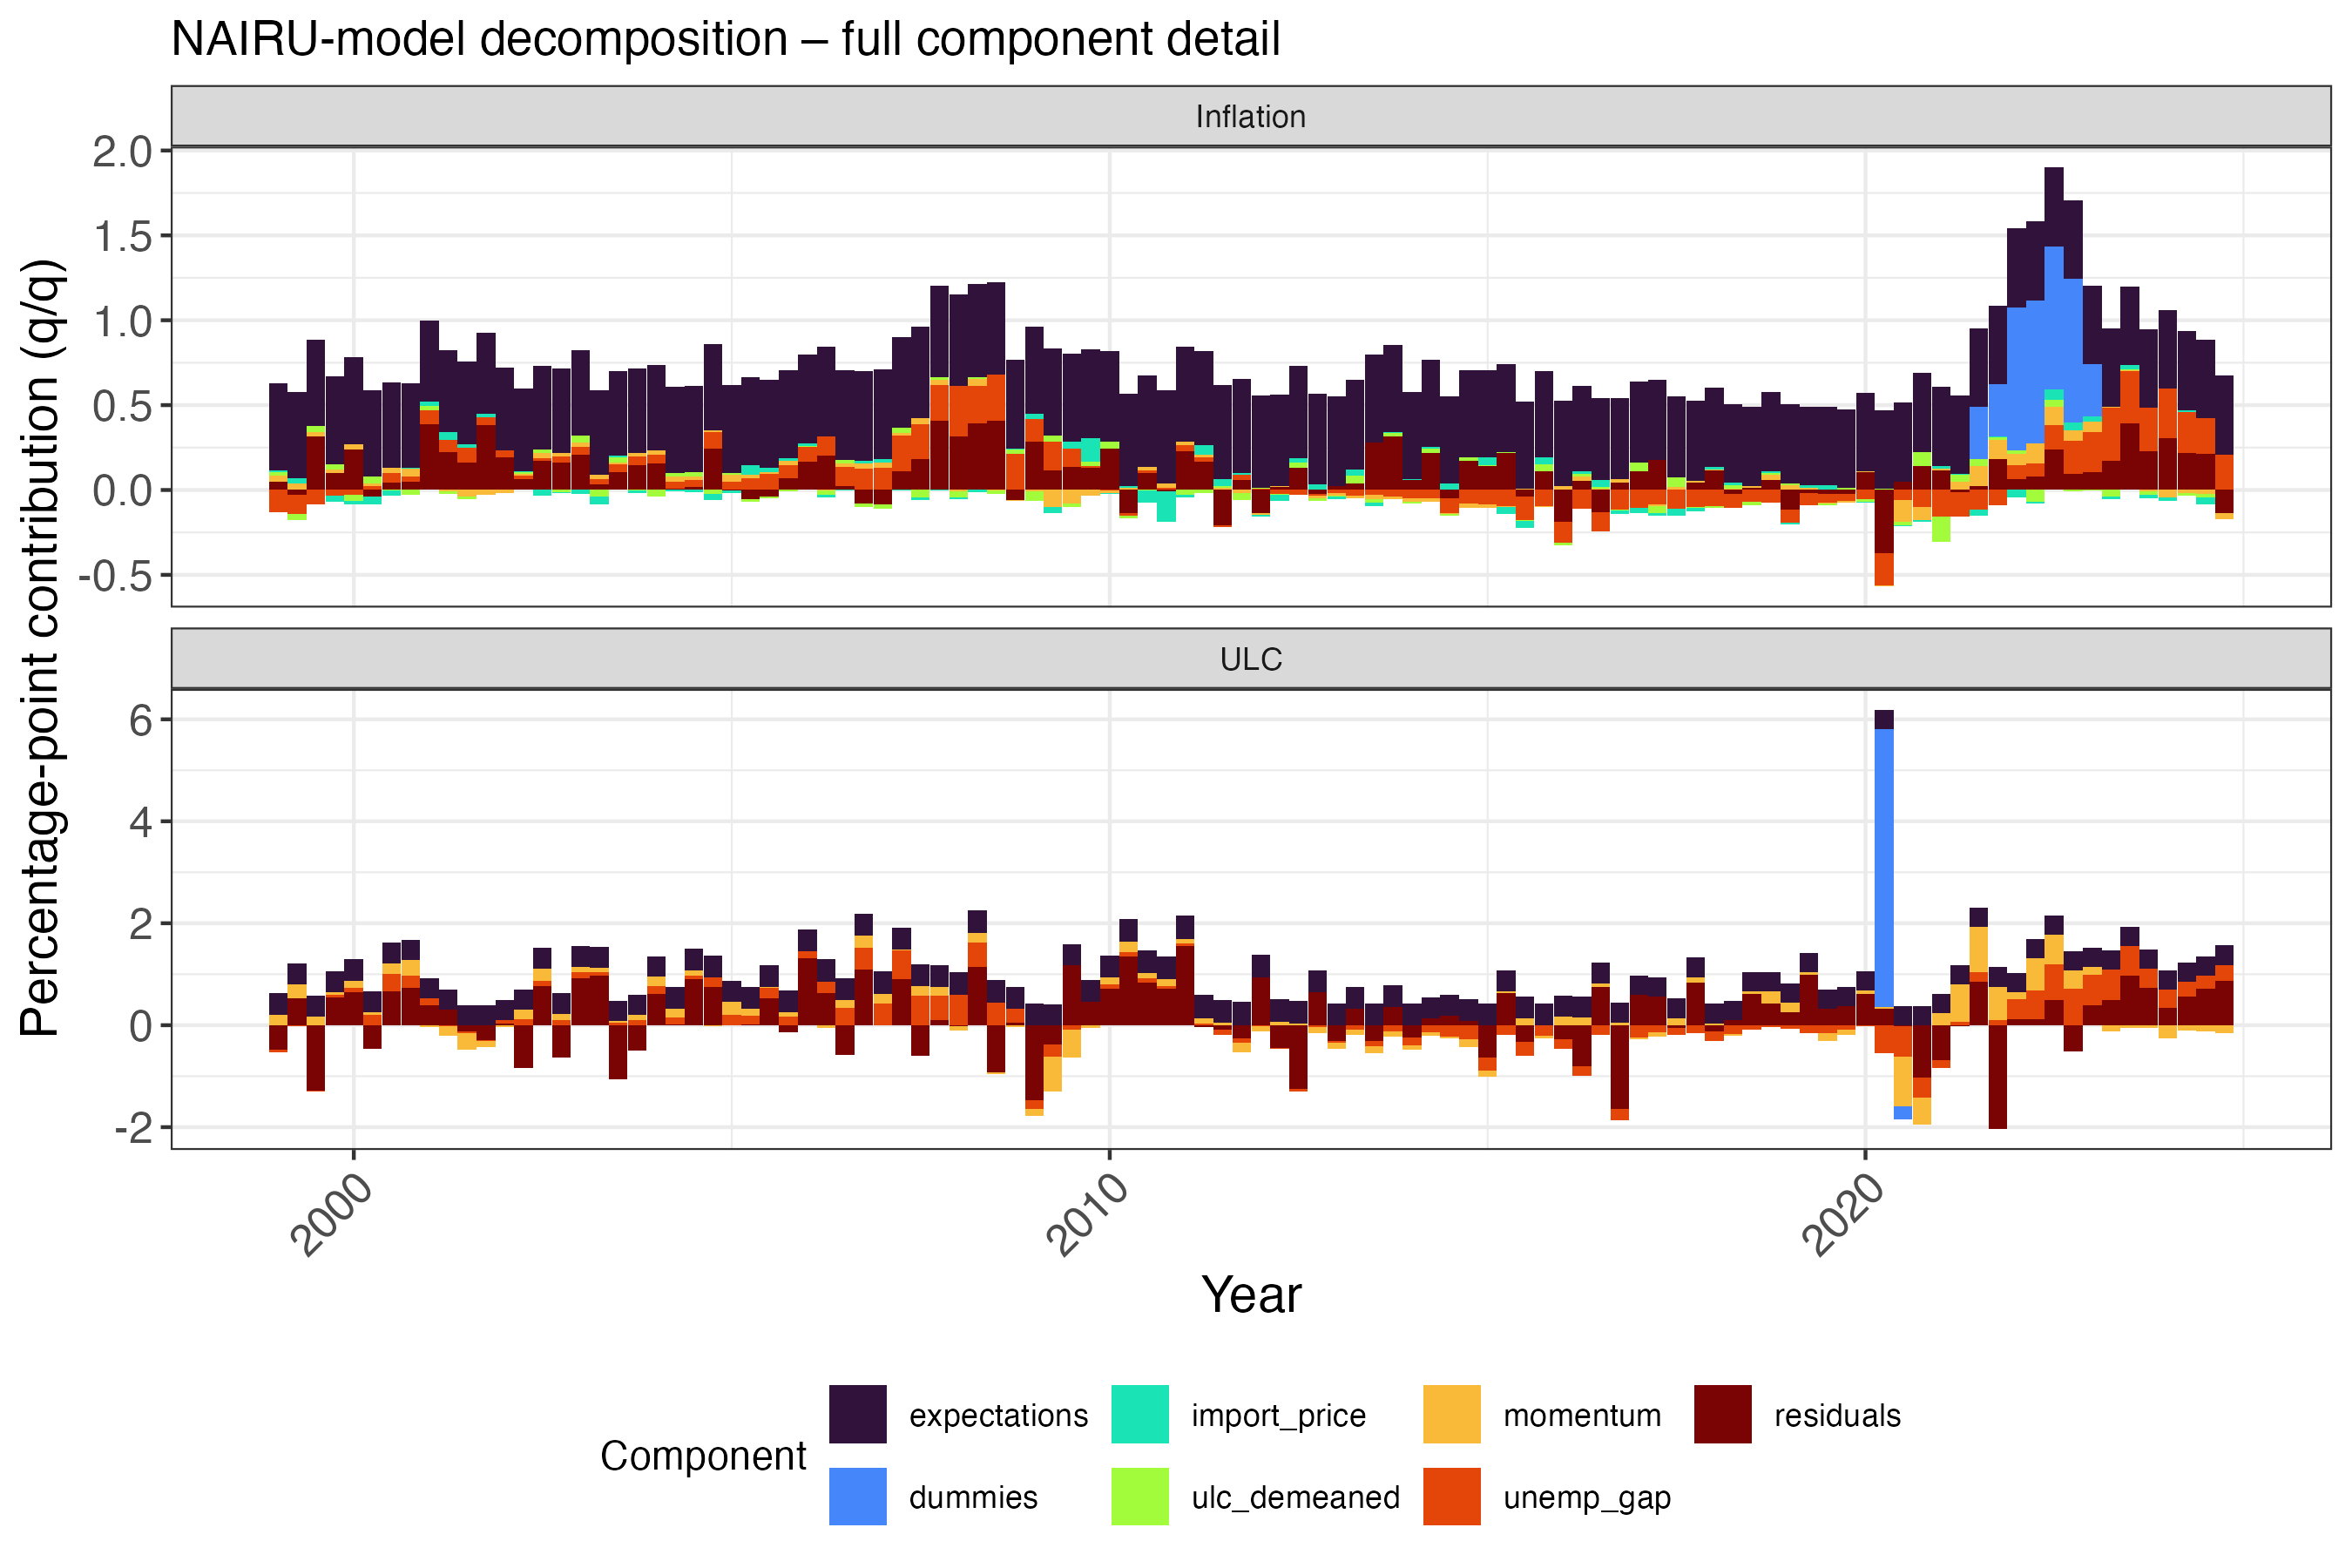 NAIRU-model decomposition – full component detail
Inflation
2.0
1.5
1.0
0.5
0.0
-0.5
Percentage-point contribution (q/q)
ULC
6
4
2
0
-2
2000
2010
2020
Year
Component
expectations
import_price
momentum
residuals
dummies
ulc_demeaned
unemp_gap